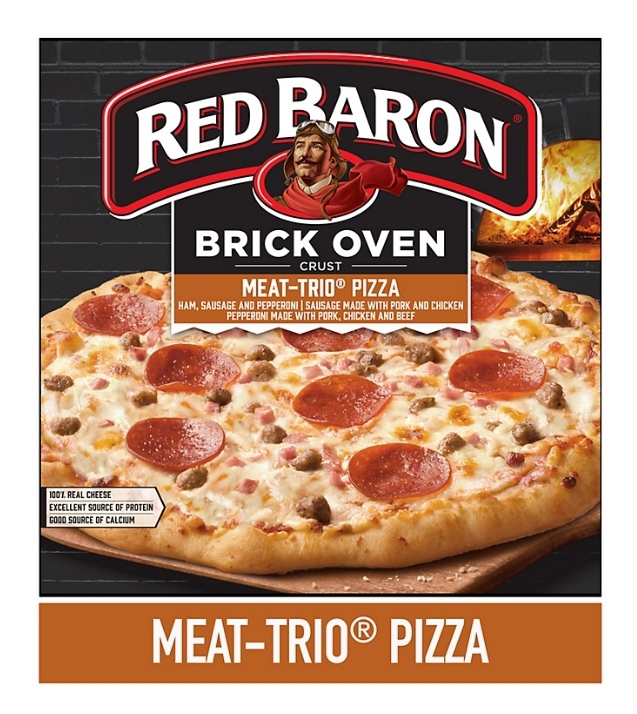 RED BARON®
BRICK OVEN
CRUST
MEAT-TRIO® PIZZA
HAM, SAUSAGE AND PEPPERONI | SAUSAGE MADE WITH PORK AND CHICKEN
PEPPERONI MADE WITH PORK, CHICKEN AND BEEF
100% REAL CHEESE
EXCELLENT SOURCE OF PROTEIN
GOOD SOURCE OF CALCIUM
MEAT-TRIO® PIZZA